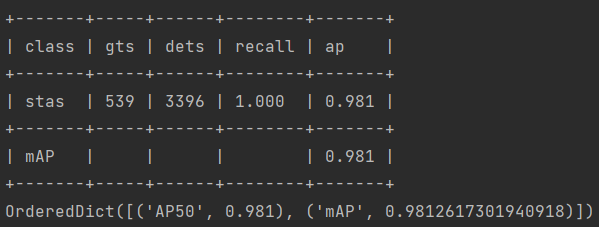 +-------+-----+------+--------+-------+
| class | gts | dets | recall | ap    |
+-------+-----+------+--------+-------+
| stas  | 539 | 3396 | 1.000  | 0.981 |
+-------+-----+------+--------+-------+
| mAP   |     |      |        | 0.981 |
+-------+-----+------+--------+-------+
OrderedDict([('AP50', 0.981), ('mAP', 0.9812617301940918)])